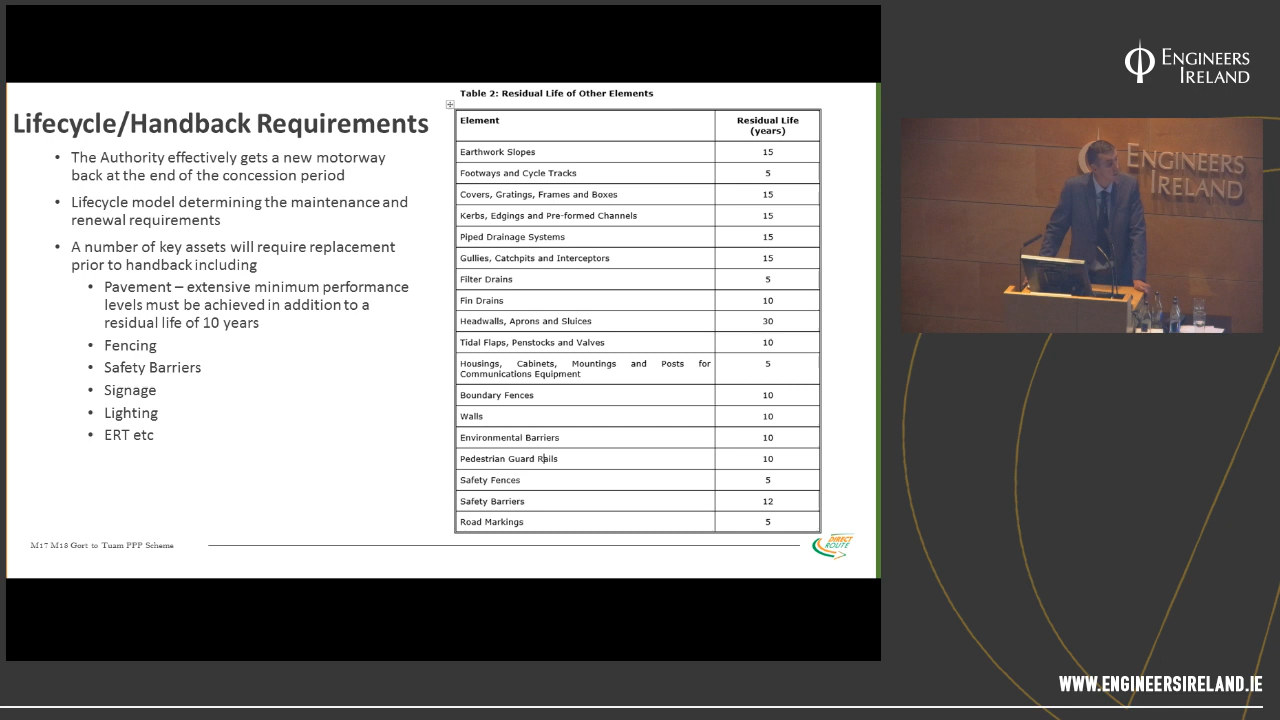 ENGINEERS
IRELAND
Lifecycle/Handback Requirements
• The Authority effectively gets a new motorway
back at the end of the concession period
• Lifecycle model determining the maintenance and
renewal requirements
• A number of key assets will require replacement
prior to handback including
• Pavement – extensive minimum performance
levels must be achieved in addition to a
residual life of 10 years
• Fencing
• Safety Barriers
• Signage
• Lighting
• ERT etc
Table 2: Residual Life of Other Elements
Element Residual Life
(years)
Earthwork Slopes 15
Footways and Cycle Tracks 5
Covers, Gratings, Frames and Boxes 15
Kerbs, Edgings and Pre-formed Channels 15
Piped Drainage Systems 15
Gullies, Catchpits and Interceptors 15
Filter Drains 5
Fin Drains 10
Headwalls, Aprons and Sluices 30
Tidal Flaps, Penstocks and Valves 10
Housings, Cabinets, Mountings and Posts for 5
Communications Equipment
Boundary Fences 10
Walls 10
Environmental Barriers 10
Pedestrian Guard Rails 10
Safety Fences 5
Safety Barriers 12
Road Markings 5
M17 M18 Gort to Tuam PPP Scheme
DIRECT
ROUTE
ENGINEERS
IRELAND
WWW.ENGINEERSIRELAND.IE